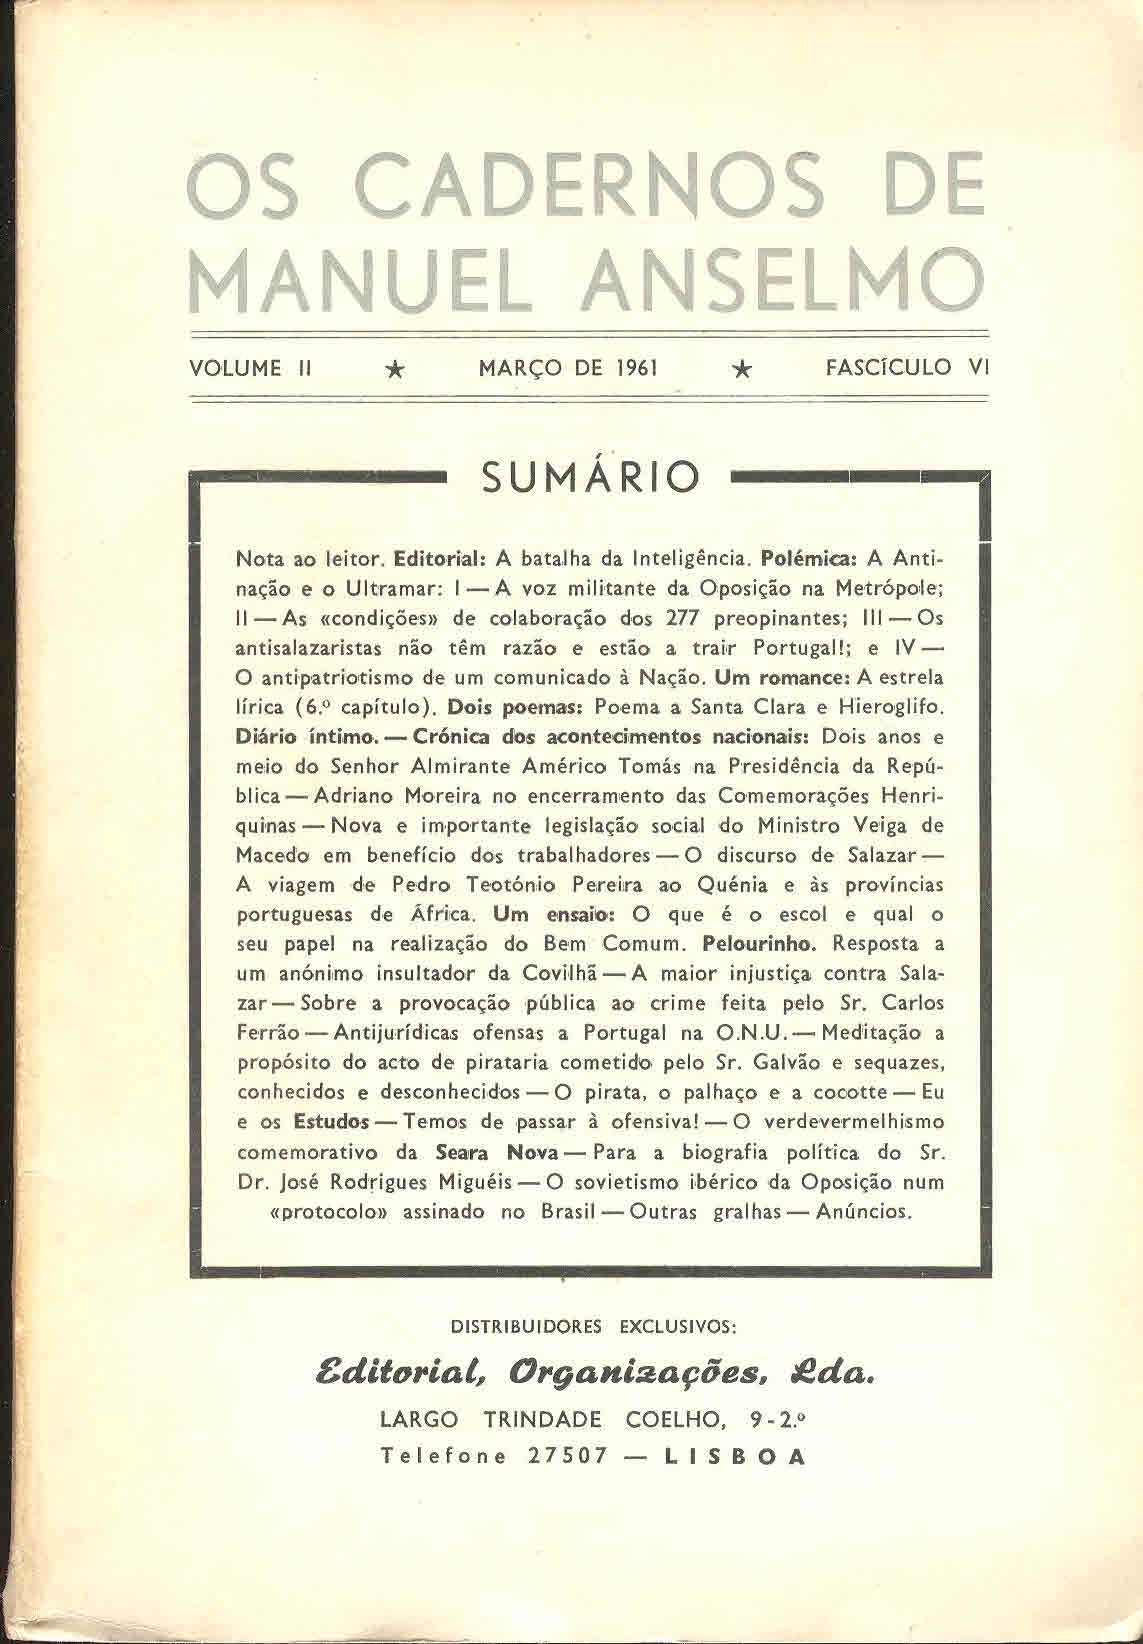 OS CADERNOS DE
MANUEL ANSELMO
VOLUME II ★ MARÇO DE 1961 ★ FASCÍCULO VI
SUMÁRIO
Nota ao leitor. Editorial: A batalha da Inteligência. Polémica: A Anti-
nação e o Ultramar: I — A voz militante da Oposição na Metrópole;
II — As «condições» de colaboração dos 277 preopinantes; III — Os
antisalazaristas não têm razão e estão a trair Portugal!; e IV —
O antipatriotismo de um comunicado à Nação. Um romance: A estrela
lírica (6.º capítulo). Dois poemas: Poema a Santa Clara e Hieroglifo.
Diário íntimo. — Crónica dos acontecimentos nacionais: Dois anos e
meio do Senhor Almirante Américo Tomás na Presidência da Repú-
blica — Adriano Moreira no encerramento das Comemorações Henri-
quinas — Nova e importante legislação social do Ministro Veiga de
Macedo em benefício dos trabalhadores — O discurso de Salazar —
A viagem de Pedro Teotónio Pereira ao Quénia e às províncias
portuguesas de África. Um ensaio: O que é o escol e qual o
seu papel na realização do Bem Comum. Pelourinho. Resposta a
um anónimo insultador da Covilhã — A maior injustiça contra Sala-
zar — Sobre a provocação pública ao crime feita pelo Sr. Carlos
Ferrão — Antijurídicas ofensas a Portugal na O.N.U. — Meditação a
propósito do acto de pirataria cometido pelo Sr. Galvão e sequazes,
conhecidos e desconhecidos — O pirata, o palhaço e a cocotte — Eu
e os Estudos — Temos de passar à ofensiva! — O verdevermelhismo
comemorativo da Seara Nova — Para a biografia política do Sr.
Dr. José Rodrigues Miguéis — O sovietismo ibérico da Oposição num
«protocolo» assinado no Brasil — Outras gralhas — Anúncios.
DISTRIBUIDORES EXCLUSIVOS:
Editorial, Organizações, Lda.
LARGO TRINDADE COELHO, 9-2.º
Telefone 27507 — LISBOA